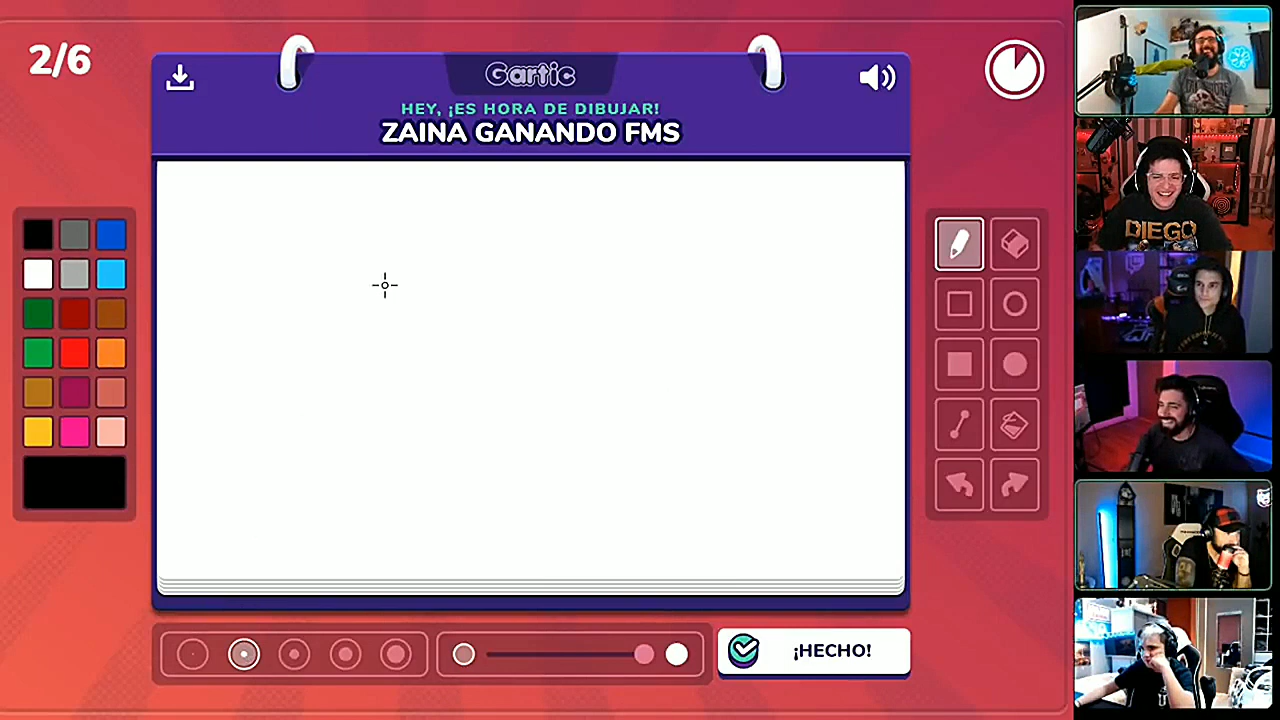 2/6
Gartic
HEY, ¡ES HORA DE DIBUJAR!
ZAINA GANANDO FMS
¡HECHO!
DIEGO